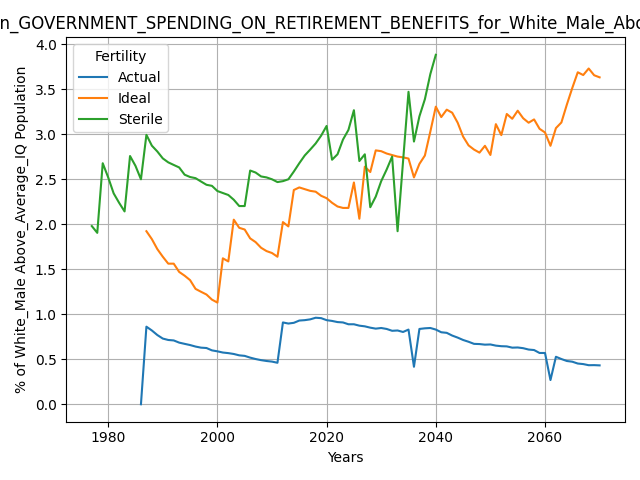 n_GOVERNMENT_SPENDING_ON_RETIREMENT_BENEFITS_for_White_Male_Abo
% of White_Male Above_Average_IQ Population
4.0
3.5
3.0
2.5
2.0
1.5
1.0
0.5
0.0
Fertility
Actual
Ideal
Sterile
1980 2000 2020 2040 2060
Years